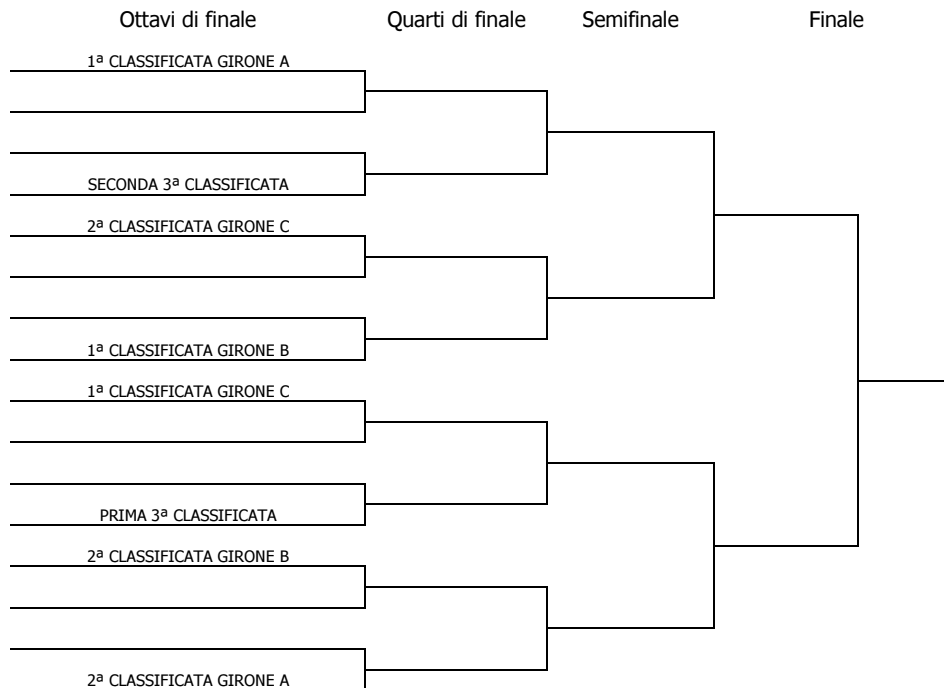 Ottavi di finale Quarti di finale Semifinale Finale
1ª CLASSIFICATA GIRONE A
SECONDA 3ª CLASSIFICATA
2ª CLASSIFICATA GIRONE C
1ª CLASSIFICATA GIRONE B
1ª CLASSIFICATA GIRONE C
PRIMA 3ª CLASSIFICATA
2ª CLASSIFICATA GIRONE B
2ª CLASSIFICATA GIRONE A